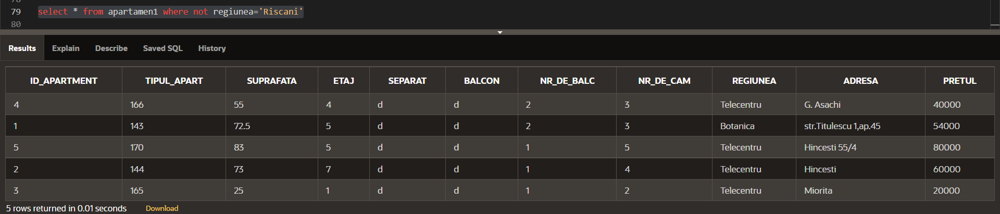 79 select * from apartamen1 where not regiunea='Riscani'
80
Results Explain Describe Saved SQL History
ID_APARTMENT TIPUL_APART SUPRAFATA ETAJ SEPARAT BALCON NR_DE_BALC NR_DE_CAM REGIUNEA ADRESA PRETUL
4 166 55 4 d d 2 3 Telecentru G. Asachi 40000
1 143 72.5 5 d d 2 3 Botanica str.Titulescu 1,ap.45 54000
5 170 83 5 d d 1 5 Telecentru Hincesti 55/4 80000
2 144 73 7 d d 1 4 Telecentru Hincesti 60000
3 165 25 1 d d 1 2 Telecentru Miorita 20000
5 rows returned in 0.01 seconds Download